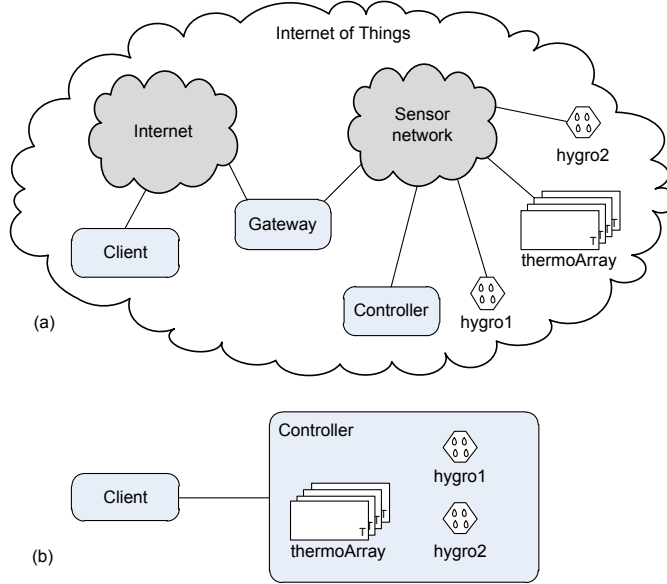 Internet of Things
Internet
Sensor
network
hygro2
Gateway
Client
T T T T
thermoArray
Controller
hygro1
(a)
Controller
hygro1
Client
T T T T
thermoArray
hygro2
(b)